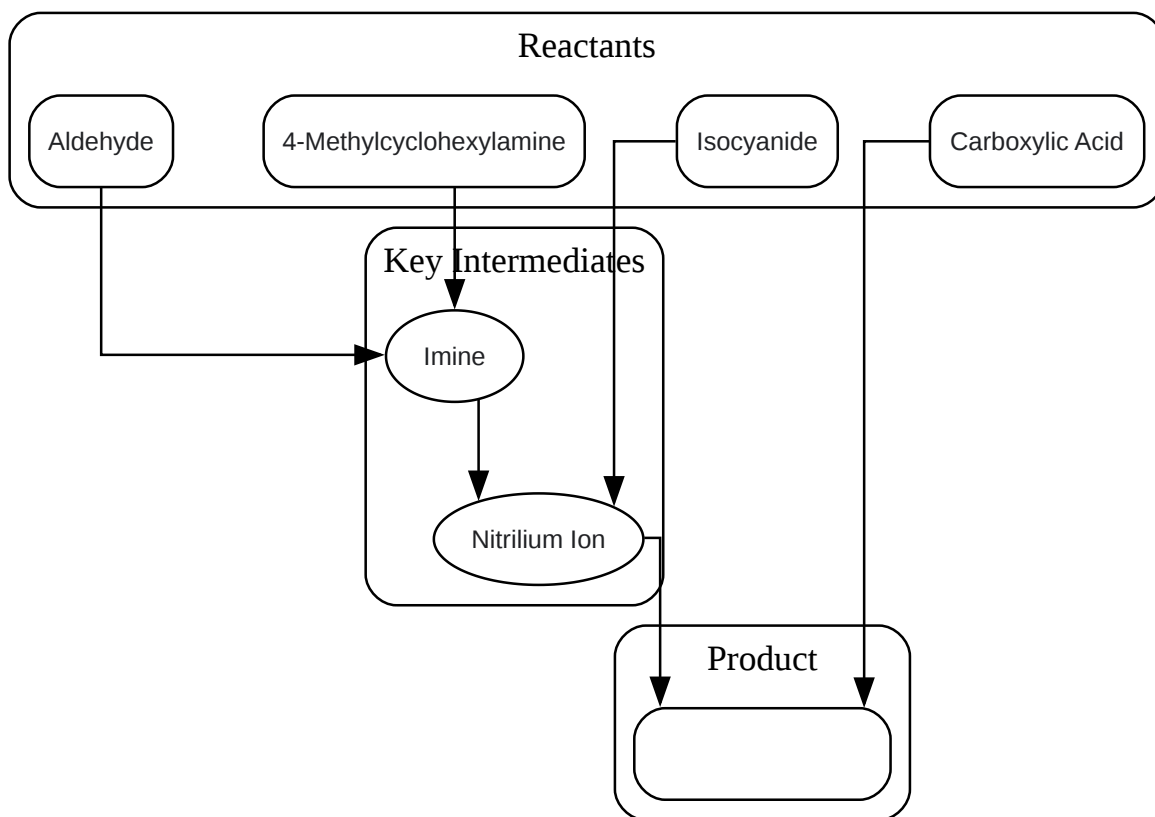 Reactants
Aldehyde
4-Methylcyclohexylamine
Isocyanide
Carboxylic Acid
Key Intermediates
Imine
Nitrilium Ion
Product